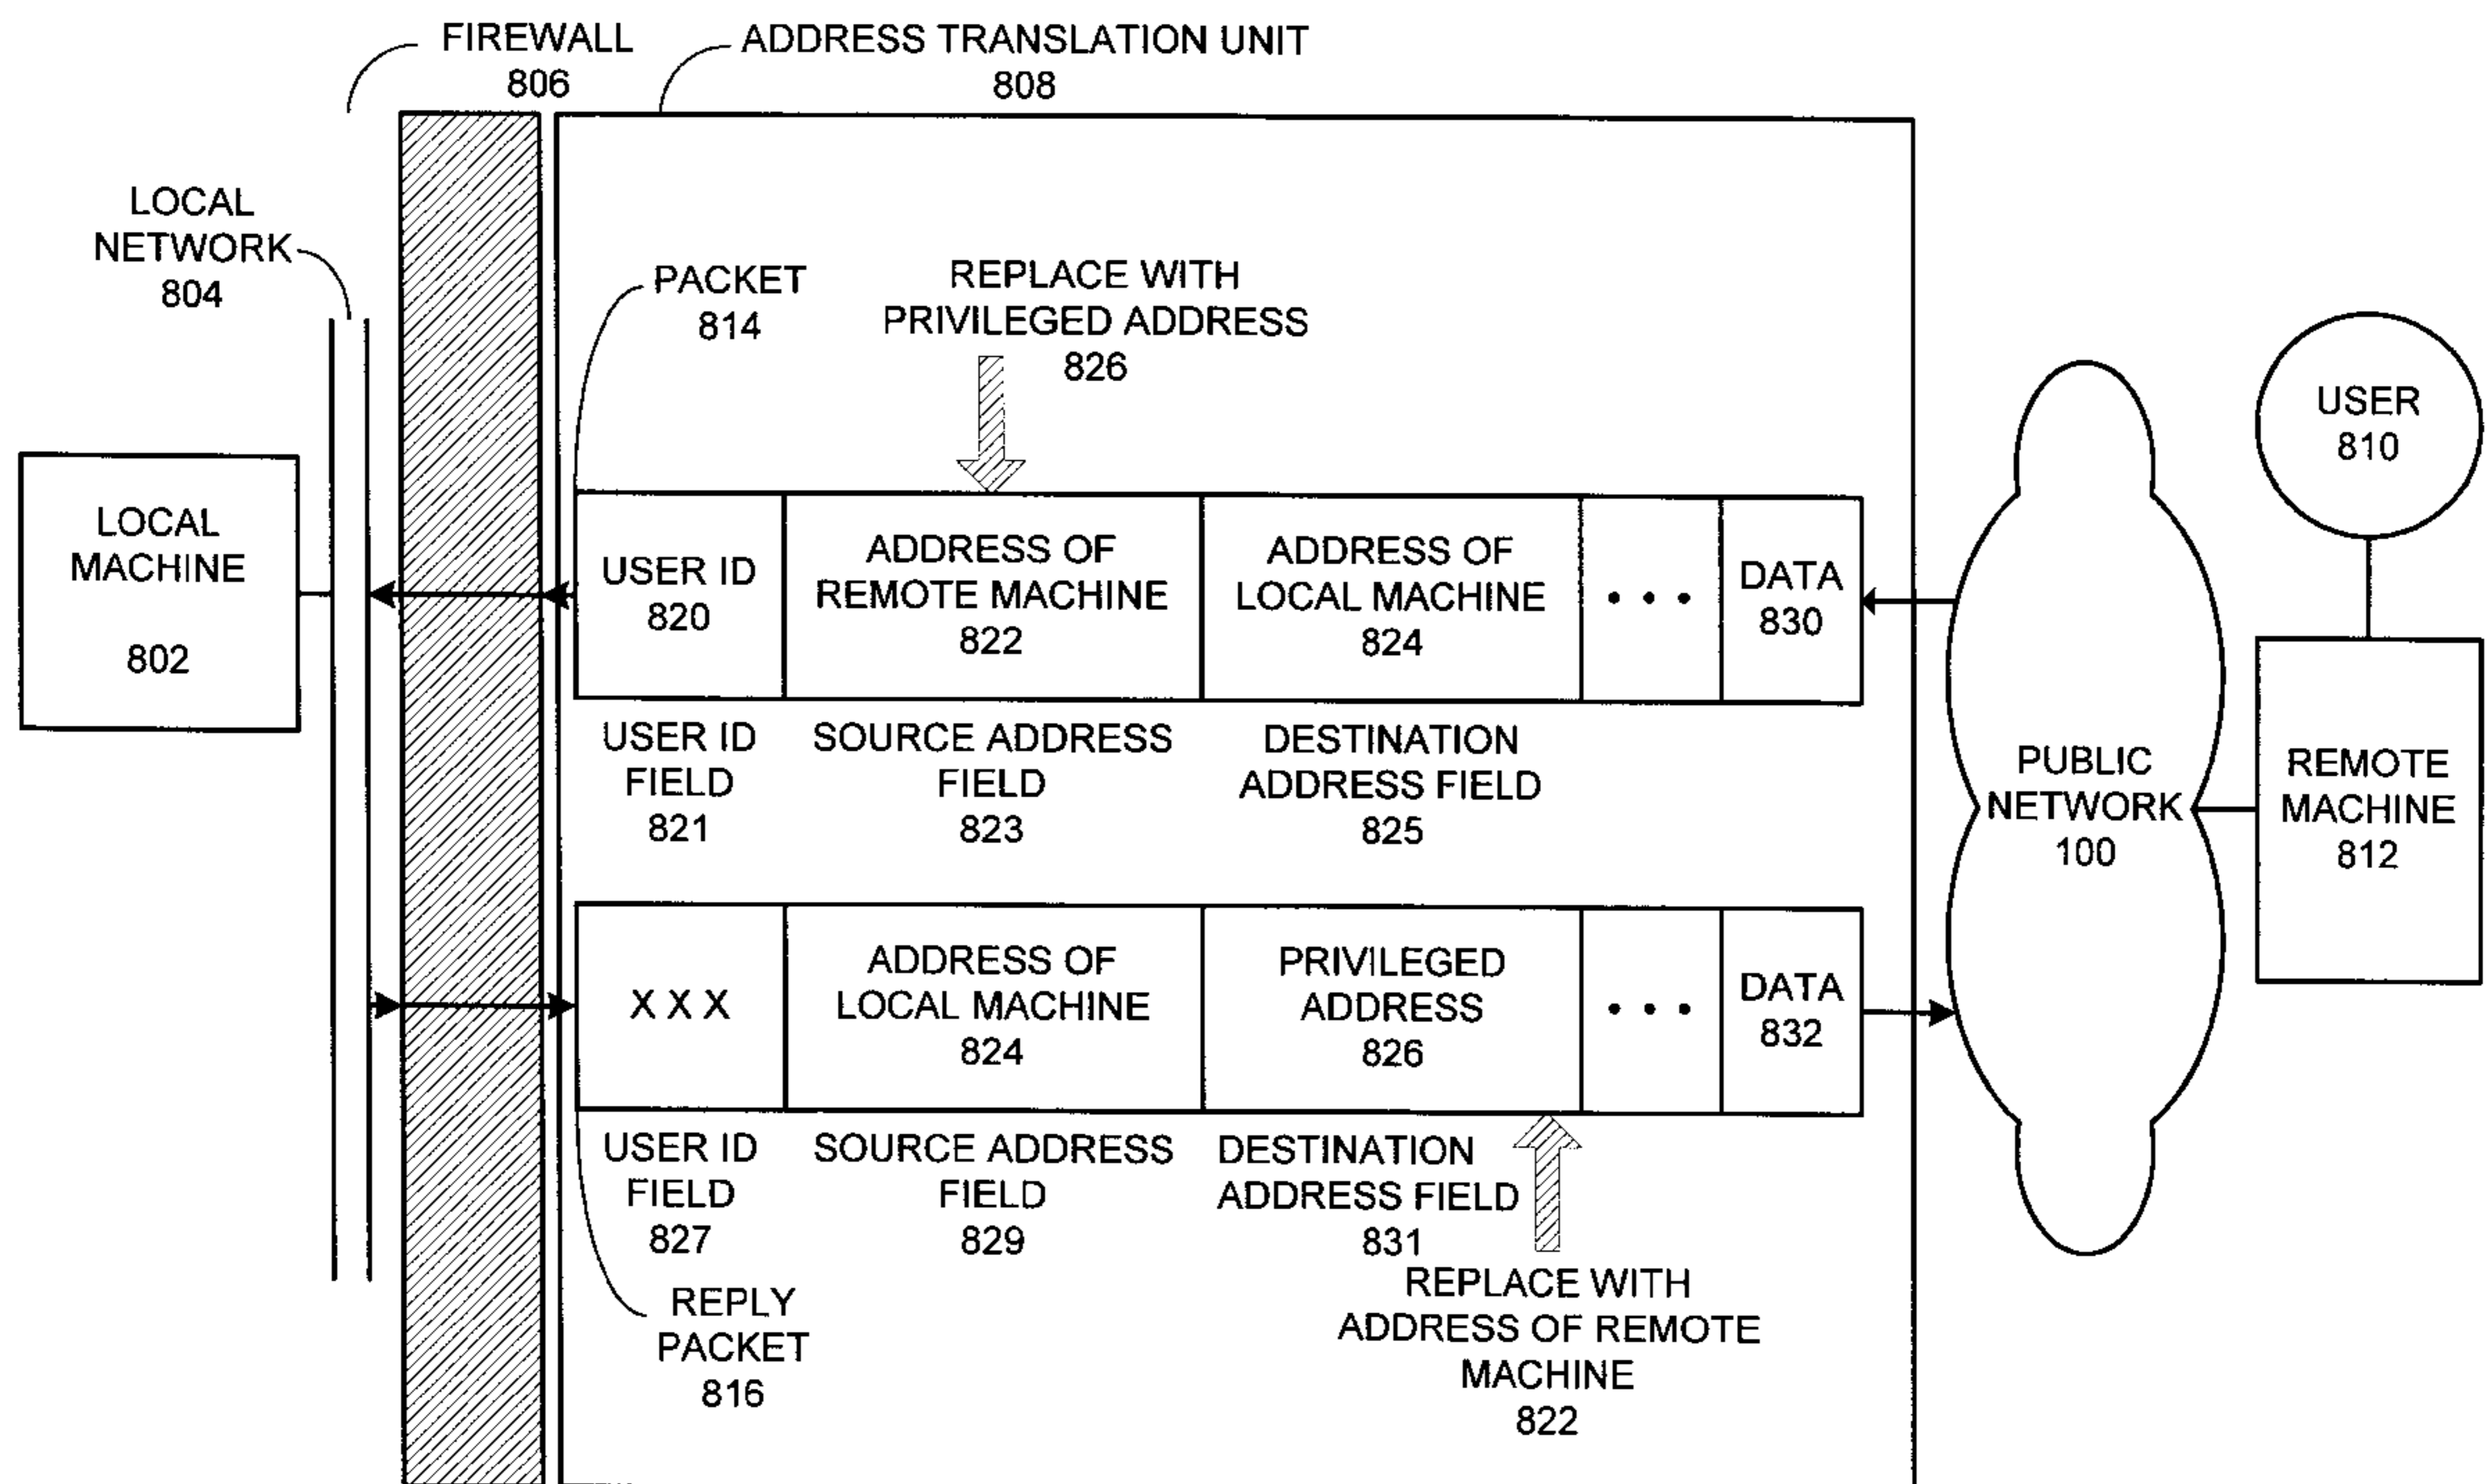 FIREWALL
806
ADDRESS TRANSLATION UNIT
808
LOCAL
NETWORK
804
PACKET
814
REPLACE WITH
PRIVILEGED ADDRESS
826
USER
810
LOCAL
MACHINE
802
USER ID
820
ADDRESS OF
REMOTE MACHINE
822
ADDRESS OF
LOCAL MACHINE
824
• • •
DATA
830
USER ID
FIELD
821
SOURCE ADDRESS
FIELD
823
DESTINATION
ADDRESS FIELD
825
PUBLIC
NETWORK
100
REMOTE
MACHINE
812
X X X
ADDRESS OF
LOCAL MACHINE
824
PRIVILEGED
ADDRESS
826
• • •
DATA
832
USER ID
FIELD
827
SOURCE ADDRESS
FIELD
829
DESTINATION
ADDRESS FIELD
831
REPLY
PACKET
816
REPLACE WITH
ADDRESS OF REMOTE
MACHINE
822